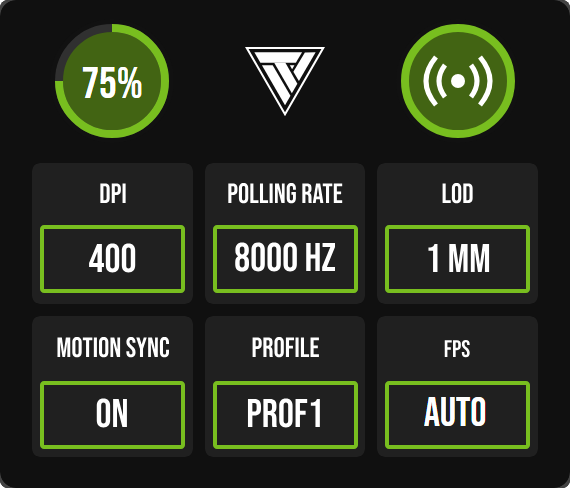 75%
DPI
POLLING RATE
LOD
400
8000 HZ
1 MM
MOTION SYNC
PROFILE
FPS
ON
PROF1
AUTO